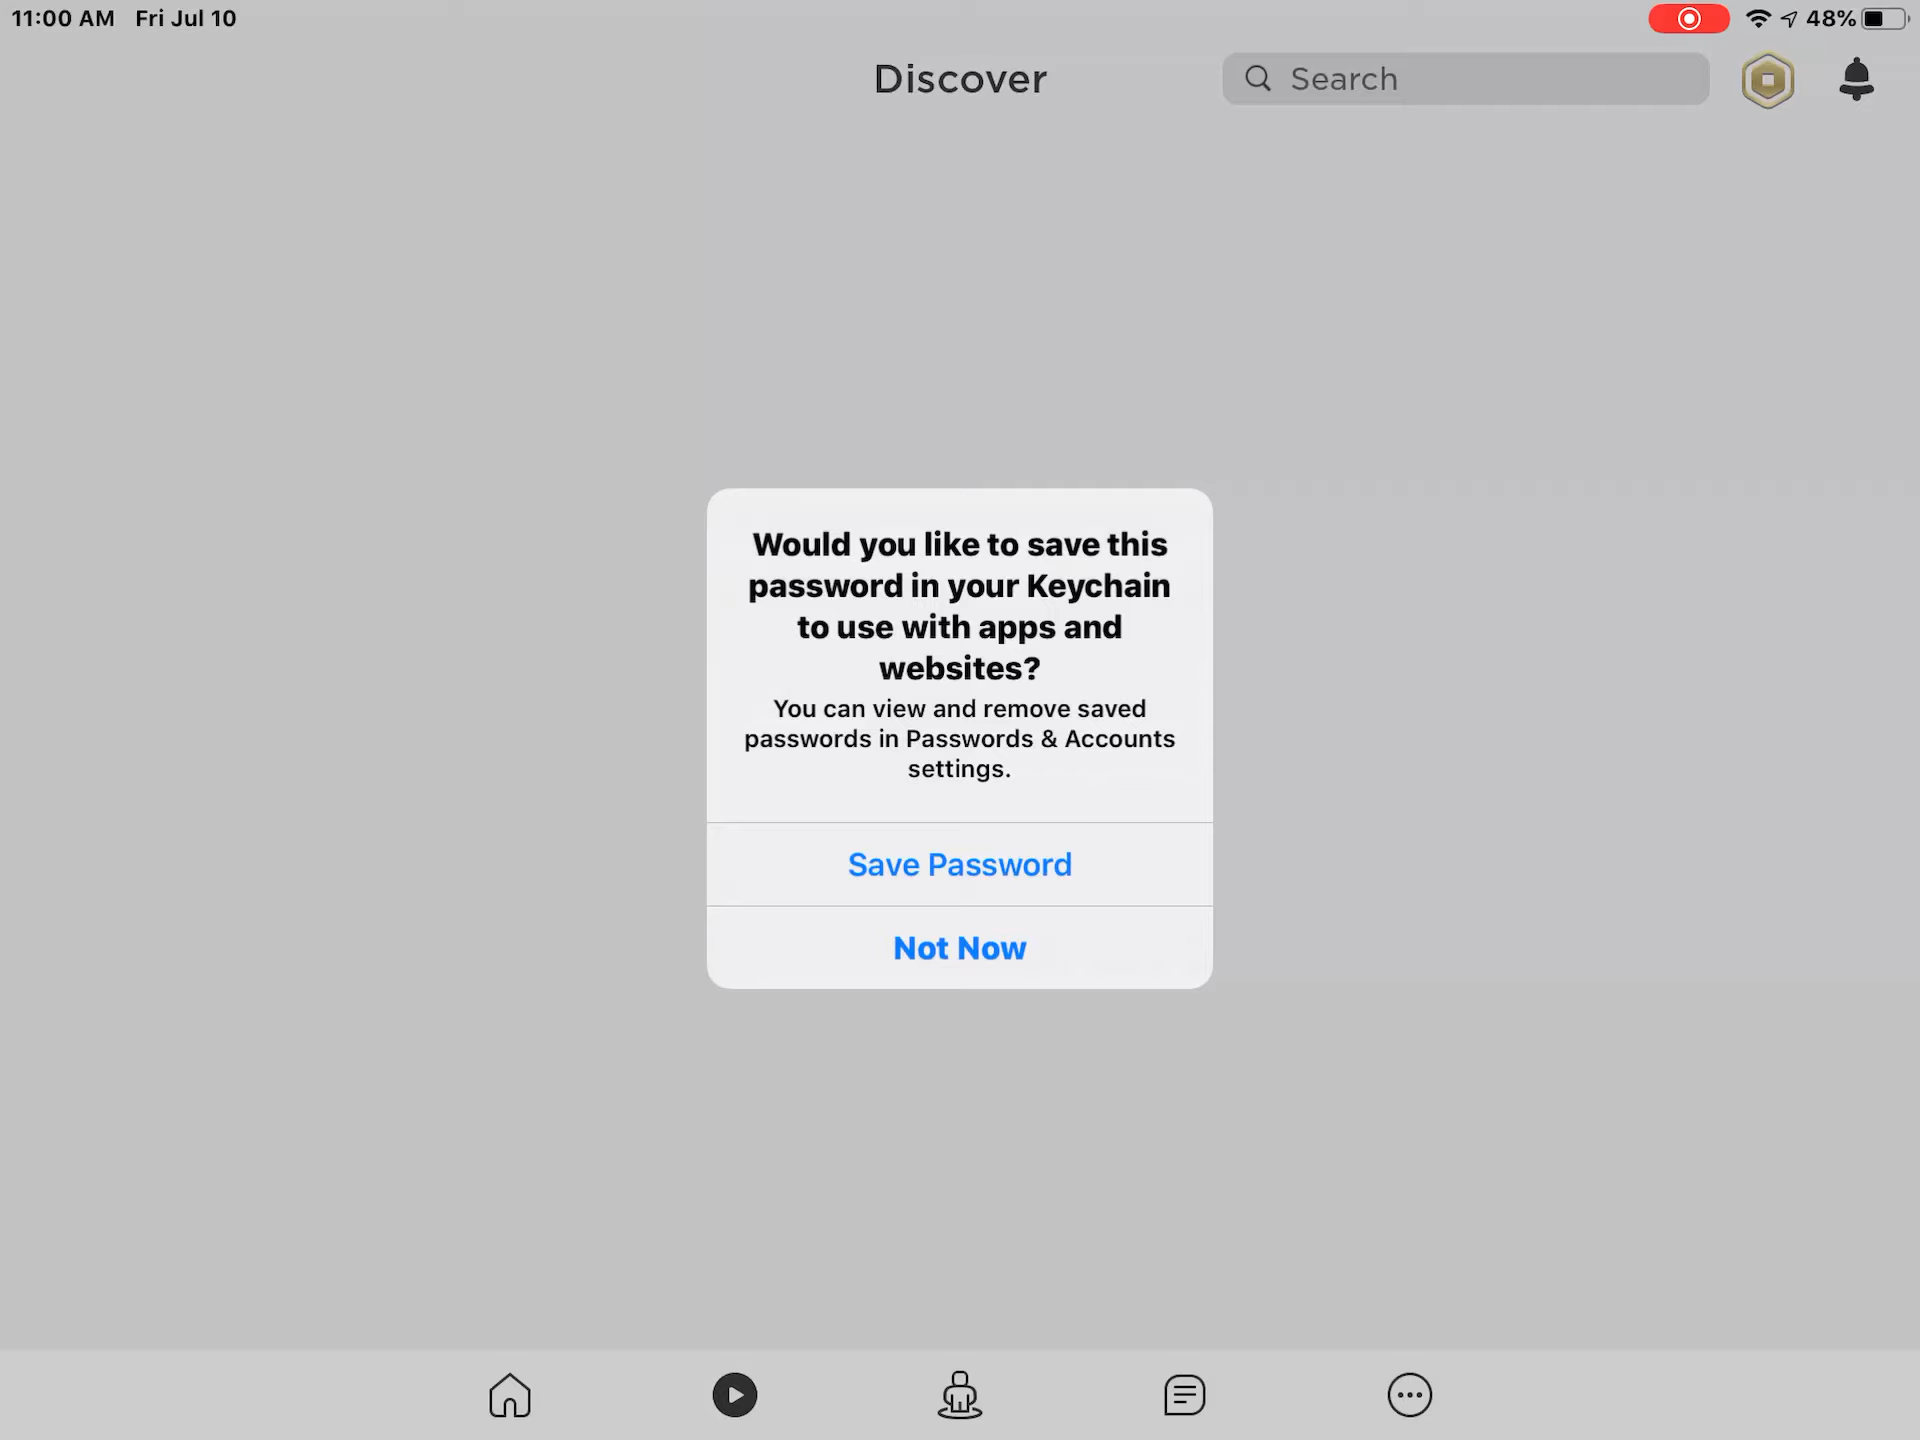 11:00 AM Fri Jul 10 48%
Discover
Search
Would you like to save this
password in your Keychain
to use with apps and
websites?
You can view and remove saved
passwords in Passwords & Accounts
settings.
Save Password
Not Now